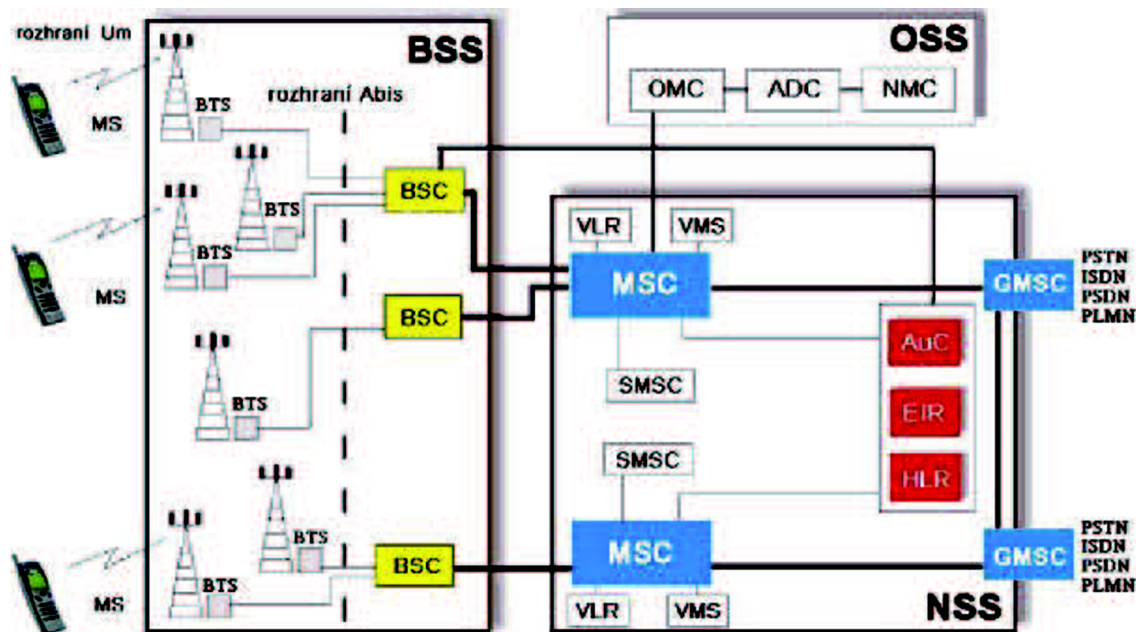 rozhraní Um
BSS
OSS
BTS
rozhraní Abis
OMC
ADC
NMC
MS
BTS
BSC
BTS
VLR
VMS
MS
MSC
GMSC
PSTN
ISDN
PSDN
PLMN
BSC
AuC
BTS
SMSC
EIR
SMSC
HLR
BTS
BSC
MSC
GMSC
PSTN
ISDN
PSDN
PLMN
MS
BTS
VLR
VMS
NSS